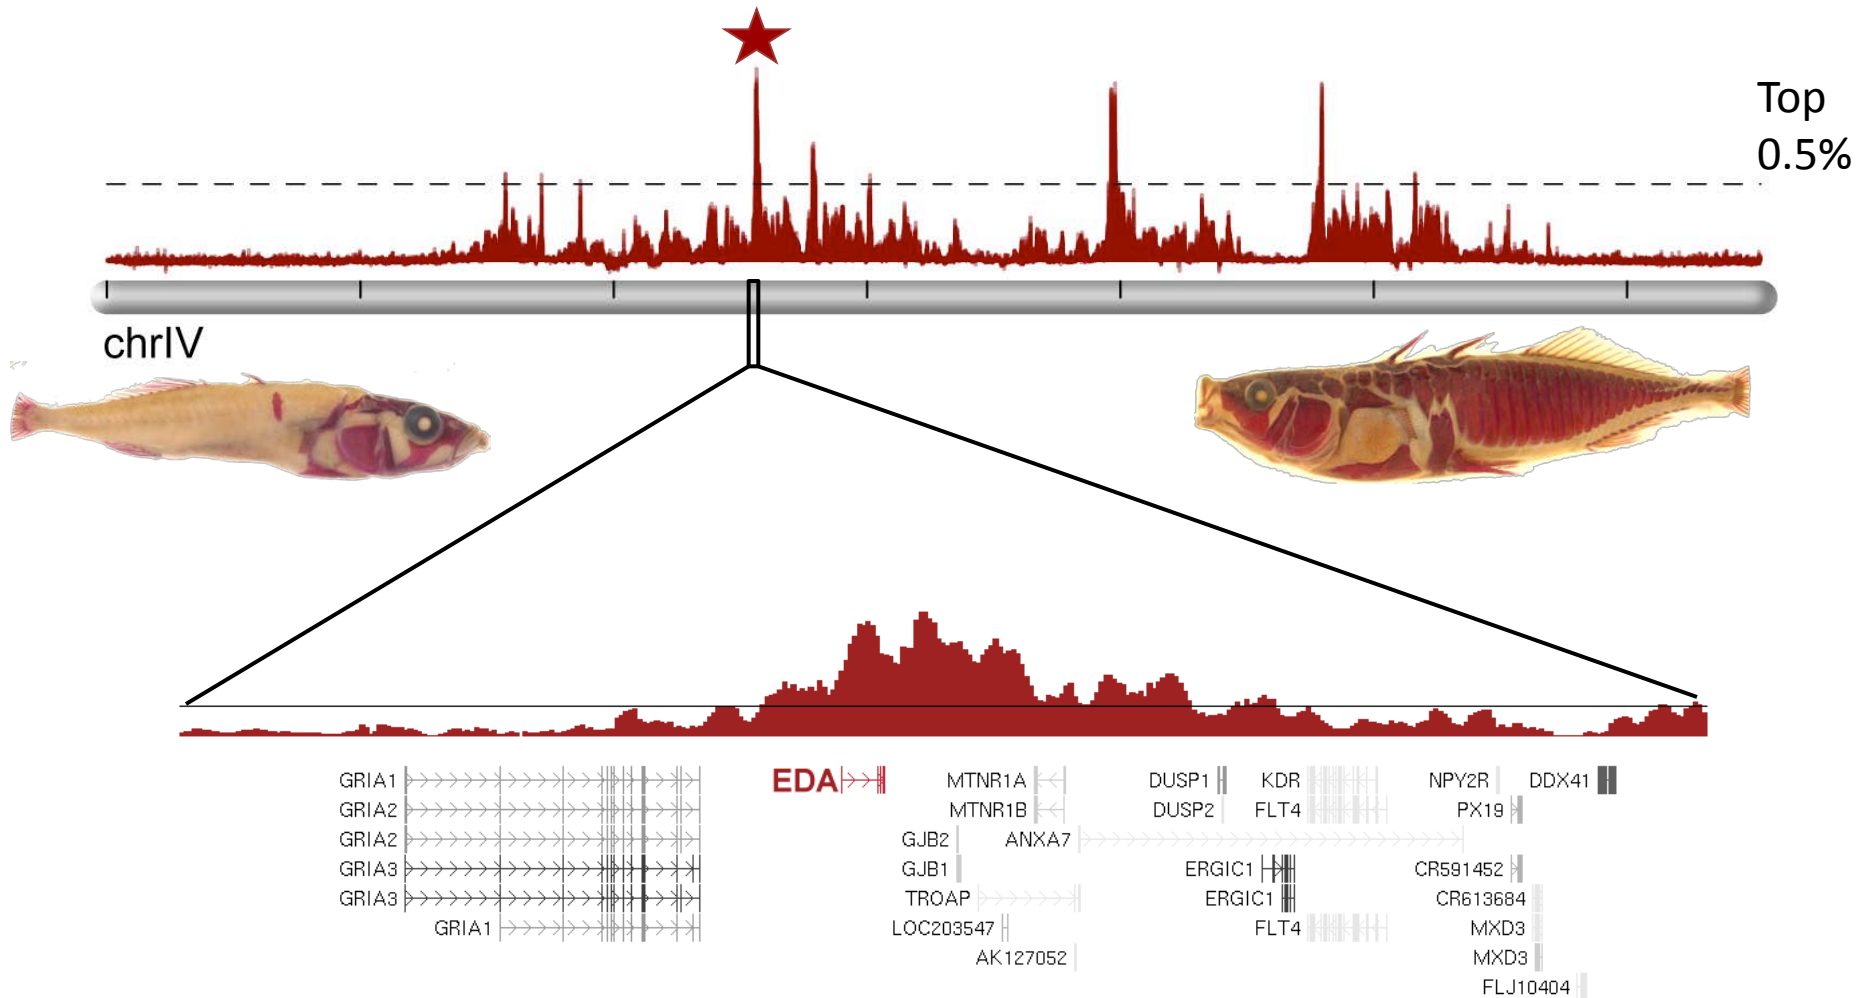 Top
0.5%
chrIV
GRIA1
EDA
MTNR1A
DUSP1
KDR
NPY2R
DDX41
GRIA2
MTNR1B
DUSP2
FLT4
PX19
GRIA2
GJB2
ANXA7
GRIA3
GJB1
ERGIC1
CR591452
GRIA3
TROAP
ERGIC1
CR613684
GRIA1
LOC203547
FLT4
MXD3
AK127052
MXD3
FLJ10404